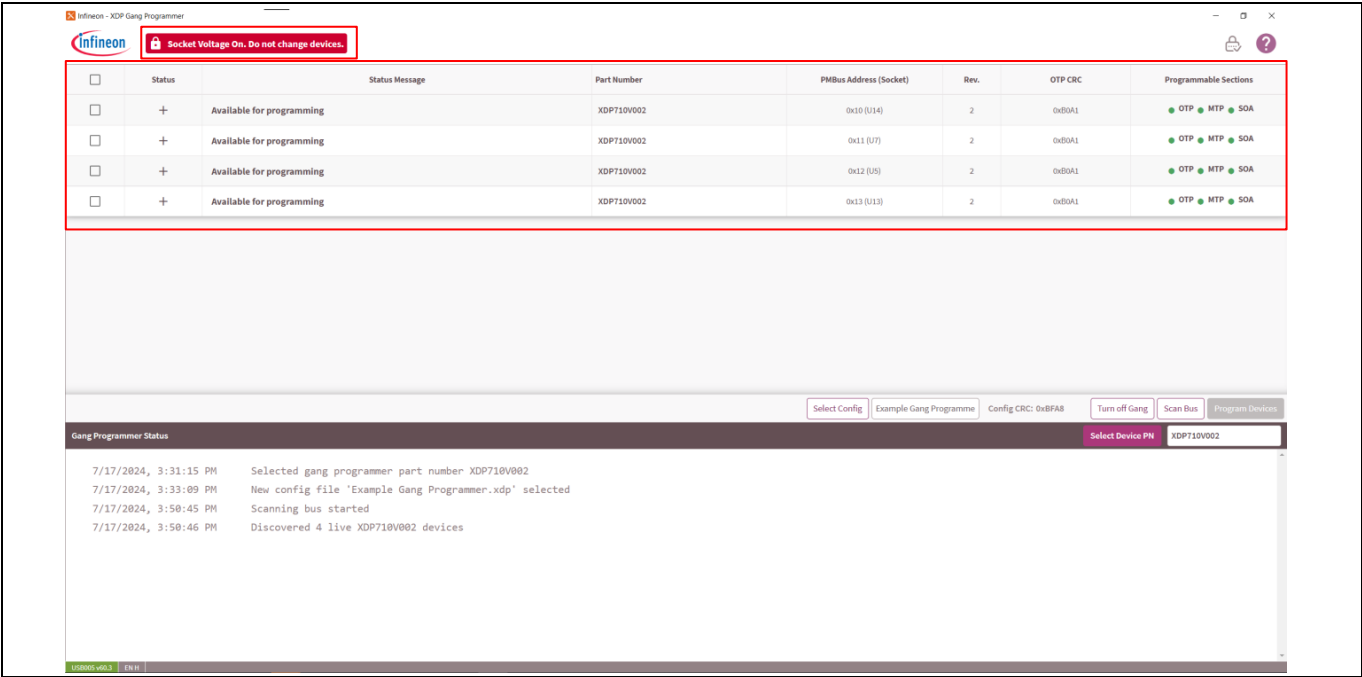 Infineon - XDP Gang Programmer
infineon
Socket Voltage On. Do not change devices.
Status Status Message Part Number PMBus Address (Socket) Rev. OTP CRC Programmable Sections
+ Available for programming XDP710V002 0x10 (U14) 2 0xB0A1 OTP MTP SOA
+ Available for programming XDP710V002 0x11 (U7) 2 0xB0A1 OTP MTP SOA
+ Available for programming XDP710V002 0x12 (U5) 2 0xB0A1 OTP MTP SOA
+ Available for programming XDP710V002 0x13 (U13) 2 0xB0A1 OTP MTP SOA
Select Config Example Gang Programme Config CRC: 0xBFA8 Turn off Gang Scan Bus Program Devices
Gang Programmer Status Select Device PN XDP710V002
7/17/2024, 3:31:15 PM Selected gang programmer part number XDP710V002
7/17/2024, 3:33:09 PM New config file 'Example Gang Programmer.xdp' selected
7/17/2024, 3:50:45 PM Scanning bus started
7/17/2024, 3:50:46 PM Discovered 4 live XDP710V002 devices
USB005 v60.3 EN H